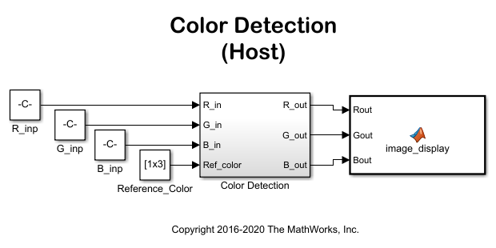 Color Detection
(Host)
-C-
R_inp
-C-
G_inp
-C-
B_inp
[1x3]
Reference_Color
R_in
G_in
B_in
Ref_color
R_out
G_out
B_out
Color Detection
Rout
Gout
Bout
image_display
Copyright 2016-2020 The MathWorks, Inc.